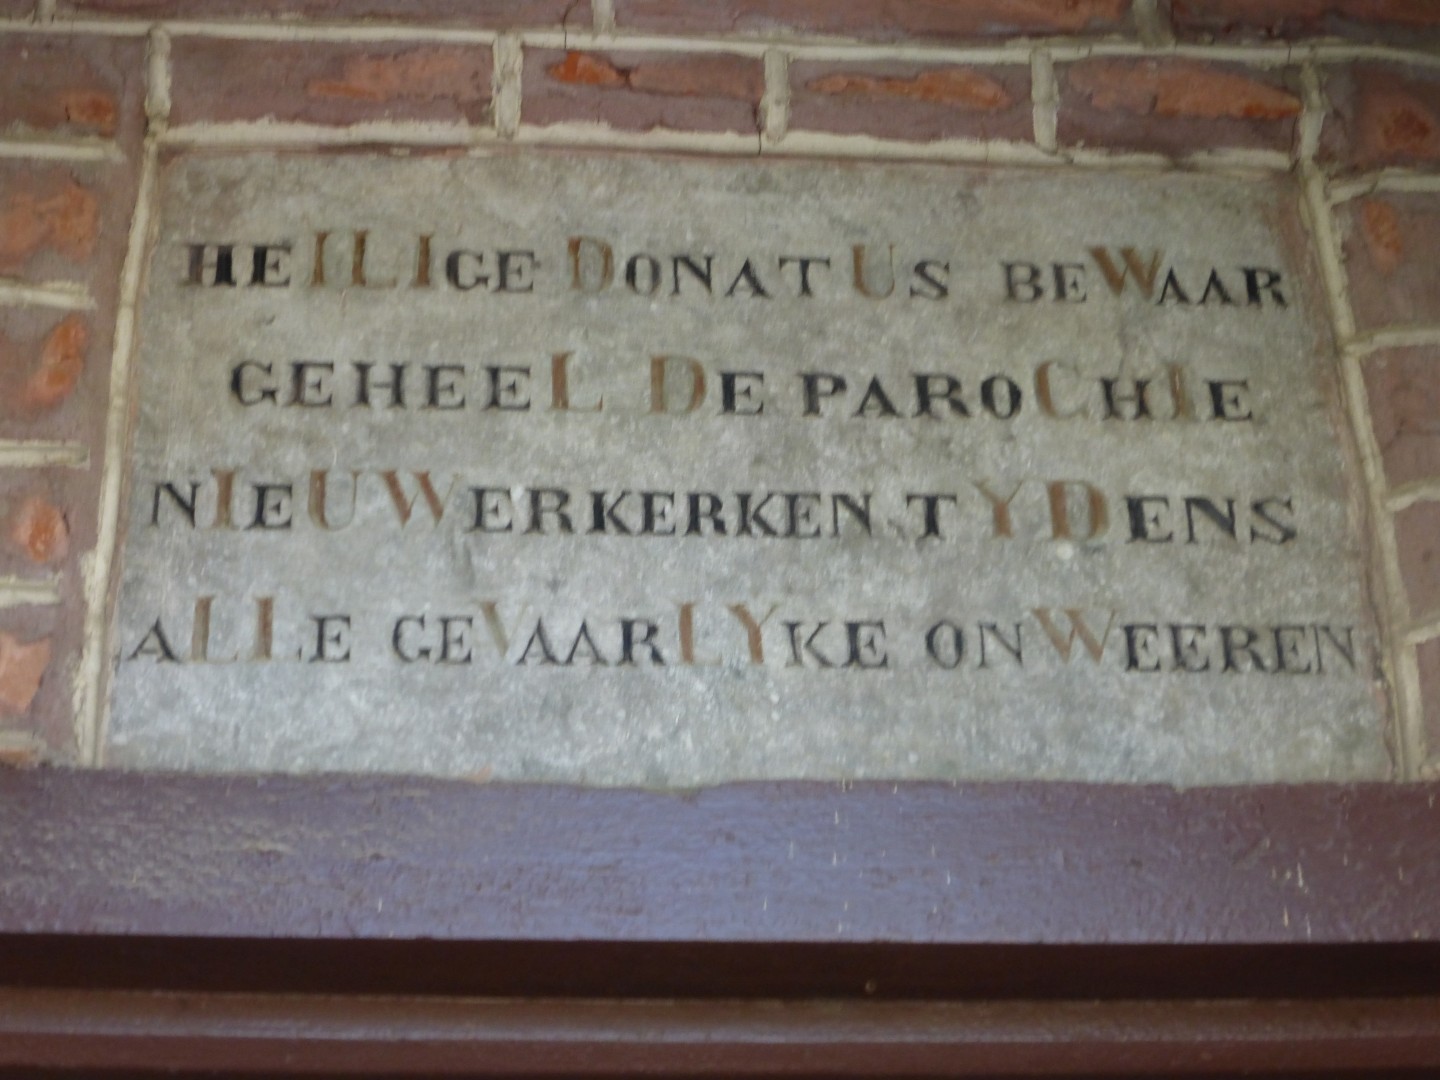 HEILIGE DONATUS BEWAAR
GEHEEL DE PAROCHIE
NIEUWERKERKEN TYDENS
ALLE GEVAARLYKE ONWEEREN